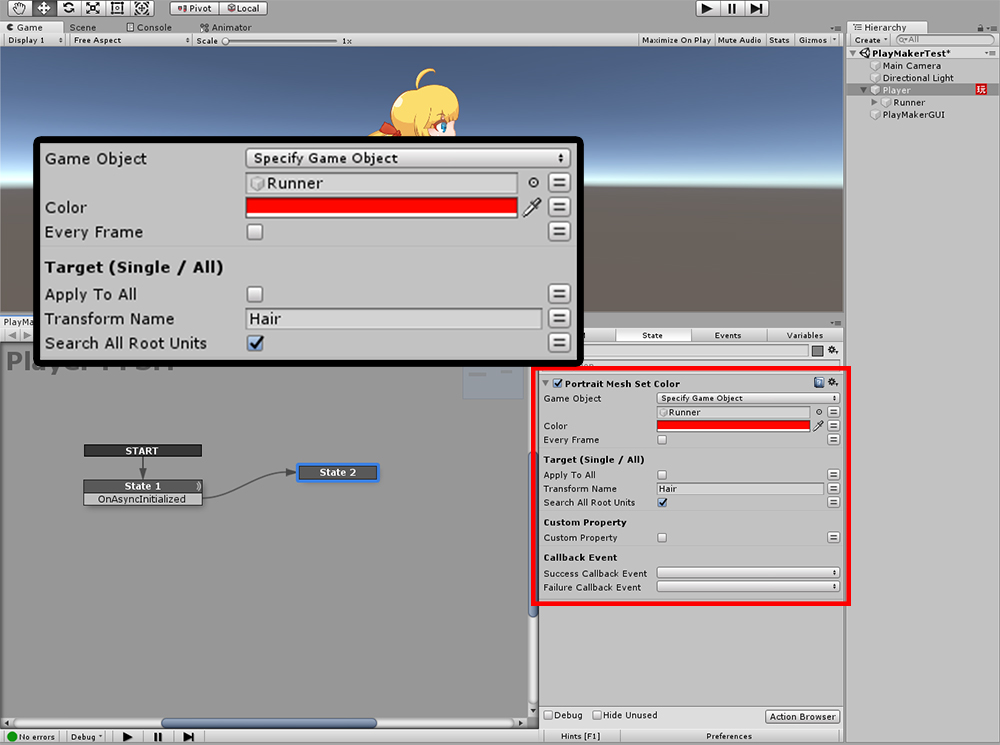 Pivot Local
Game Scene Console Animator
Display 1 Free Aspect Scale 1x Maximize On Play Mute Audio Stats Gizmos
Hierarchy
Create All
PlayMakerTest*
Main Camera
Directional Light
Player 玩
Runner
PlayMakerGUI
Game Object Specify Game Object
Runner
Color
Every Frame
Target (Single / All)
Apply To All
Transform Name Hair
Search All Root Units
PlayMa
State Events Variables
START
State 1
OnAsyncInitialized
State 2
Portrait Mesh Set Color
Game Object Specify Game Object
Runner
Color
Every Frame
Target (Single / All)
Apply To All
Transform Name Hair
Search All Root Units
Custom Property
Custom Property
Callback Event
Success Callback Event
Failure Callback Event
Debug Hide Unused Action Browser
No errors Debug Hints [F1] Preferences